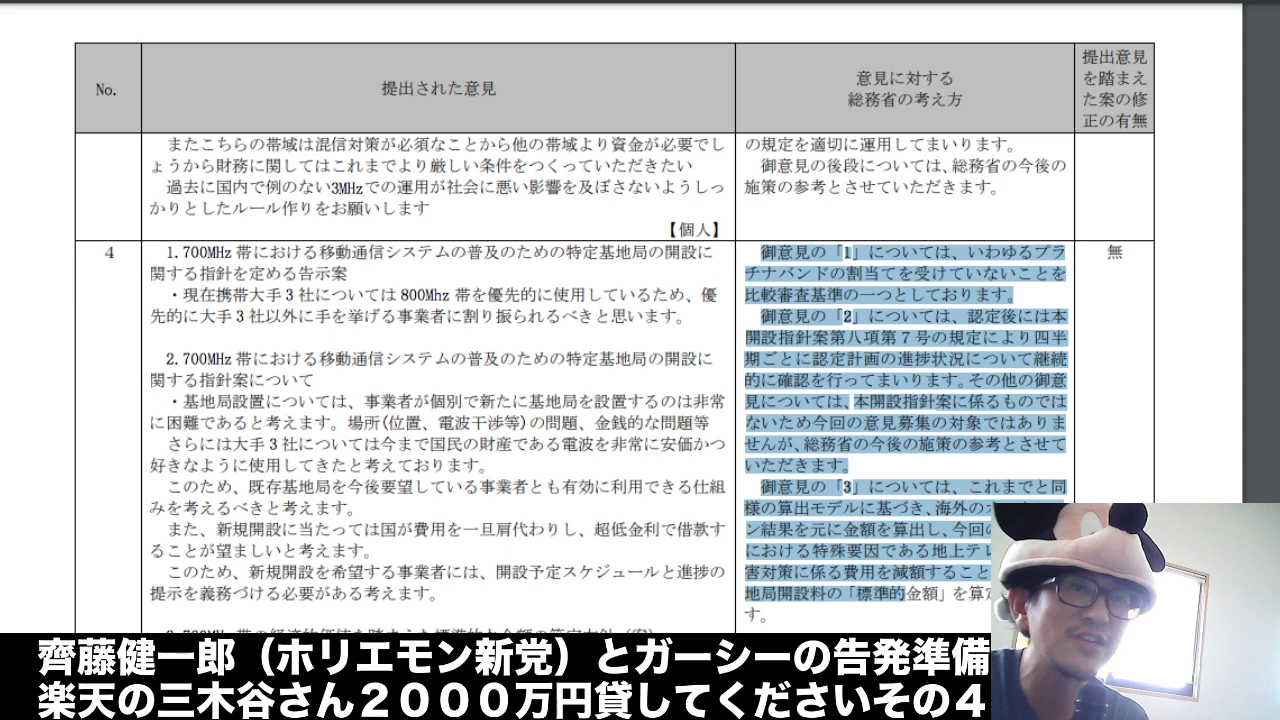 No.
提出された意見
意見に対する
総務省の考え方
提出意見
を踏まえ
た案の修
正の有無
またこちらの帯域は混信対策が必須なことから他の帯域より資金が必要でし
ょうから財務に関してはこれまでより厳しい条件をつくっていただきたい
過去に国内で例のない3MHzでの運用が社会に悪い影響を及ぼさないようしっ
かりとしたルール作りをお願いします
【個人】
の規定を適切に運用してまいります。
御意見の後段については、総務省の今後の
施策の参考とさせていただきます。
4
1.700MHz 帯における移動通信システムの普及のための特定基地局の開設に
関する指針を定める告示案
・現在携帯大手3社については 800Mhz 帯を優先的に使用しているため、優
先的に大手3社以外に手を挙げる事業者に割り振られるべきと思います。
2.700MHz 帯における移動通信システムの普及のための特定基地局の開設に
関する指針案について
・基地局設置については、事業者が個別で新たに基地局を設置するのは非常
に困難であると考えます。場所(位置、電波干渉等)の問題、金銭的な問題等
さらには大手3社については今まで国民の財産である電波を非常に安価かつ
好きなように使用してきたと考えております。
このため、既存基地局を今後要望している事業者とも有効に利用できる仕組
みを考えるべきと考えます。
また、新規開設に当たっては国が費用を一旦肩代わりし、超低金利で借款す
ることが望ましいと考えます。
このため、新規開設を希望する事業者には、開設予定スケジュールと進捗の
提示を義務づける必要がある考えます。
御意見の「1」については、いわゆるプラ
チナバンドの割当てを受けていないことを
比較審査基準の一つとしております。
御意見の「2」については、認定後には本
開設指針案第八項第7号の規定により四半
期ごとに認定計画の進捗状況について継続
的に確認を行ってまいります。その他の御意
見については、本開設指針案に係るものでは
ないため今回の意見募集の対象ではありま
せんが、総務省の今後の施策の参考とさせて
いただきます。
御意見の「3」については、これまでと同
様の算出モデルに基づき、海外の
ン結果を元に金額を算出し、今回
における特殊要因である地上テレ
害対策に係る費用を減額すること
地局開設料の「標準的金額」を算定
す。
無
齊藤健一郎(ホリエモン新党)とガーシーの告発準備
楽天の三木谷さん2000万円貸してくださいその4